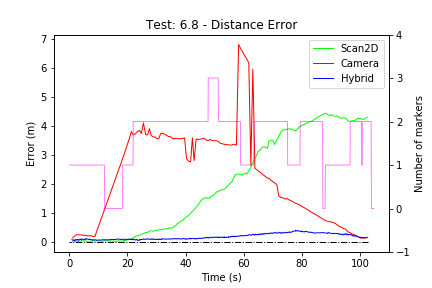 Test: 6.8 - Distance Error
Scan2D
Camera
Hybrid
Error (m)
7
6
5
4
3
2
1
0
4
3
2
1
0
−1
Number of markers
0
20
40
60
80
100
Time (s)